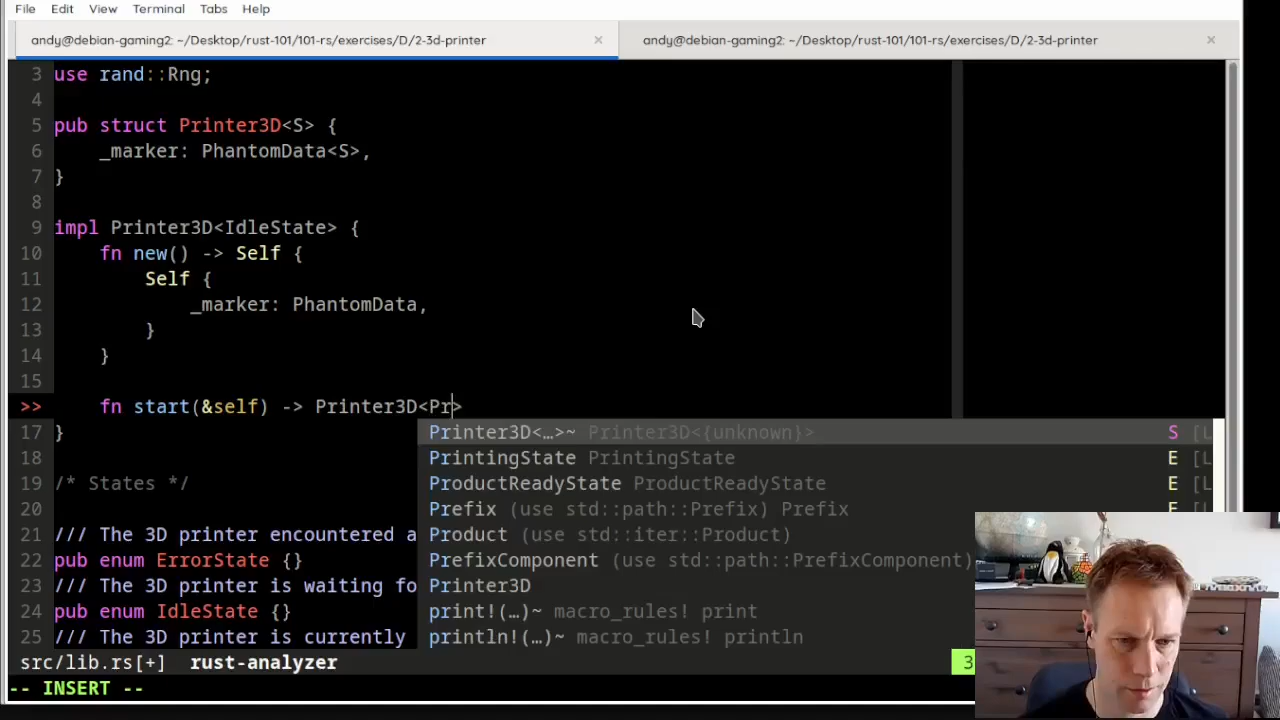 File Edit View Terminal Tabs Help
andy@debian-gaming2: ~/Desktop/rust-101/101-rs/exercises/D/2-3d-printer × andy@debian-gaming2: ~/Desktop/rust-101/101-rs/exercises/D/2-3d-printer ×
3 use rand::Rng;
4
5 pub struct Printer3D<S> {
6 _marker: PhantomData<S>,
7 }
8
9 impl Printer3D<IdleState> {
10 fn new() -> Self {
11 Self {
12 _marker: PhantomData,
13 }
14 }
15
>> fn start(&self) -> Printer3D<Pr>
17 } Printer3D<…>~ Printer3D<{unknown}> S [L
18 PrintingState PrintingState E [L
19 /* States */ ProductReadyState ProductReadyState E [L
20 Prefix (use std::path::Prefix) Prefix E
21 /// The 3D printer encountered a Product (use std::iter::Product)
22 pub enum ErrorState {} PrefixComponent (use std::path::PrefixComponent)
23 /// The 3D printer is waiting fo Printer3D
24 pub enum IdleState {} print!(…)~ macro_rules! print
25 /// The 3D printer is currently println!(…)~ macro_rules! println
src/lib.rs[+] rust-analyzer 3
-- INSERT --